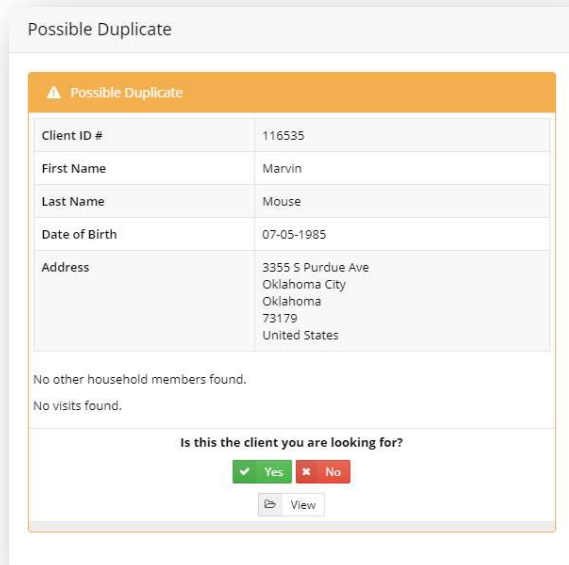 Possible Duplicate
Possible Duplicate
Client ID # 116535
First Name Marvin
Last Name Mouse
Date of Birth 07-05-1985
Address 3355 S Purdue Ave
Oklahoma City
Oklahoma
73179
United States
No other household members found.
No visits found.
Is this the client you are looking for?
Yes No
View